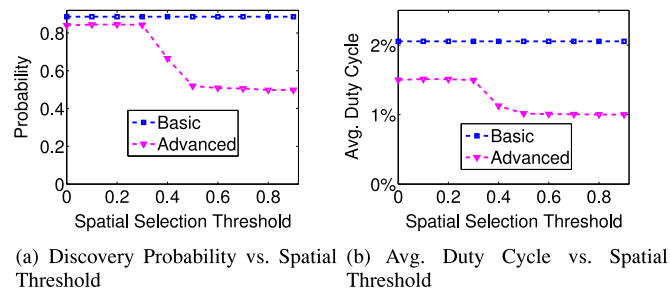 0.8
0.6
0.4
0.2
0
Probability
Basic
Advanced
0 0.2 0.4 0.6 0.8
Spatial Selection Threshold
2%
1%
0%
Avg. Duty Cycle
Basic
Advanced
0 0.2 0.4 0.6 0.8
Spatial Selection Threshold
(a) Discovery Probability vs. Spatial
Threshold
(b) Avg. Duty Cycle vs. Spatial
Threshold